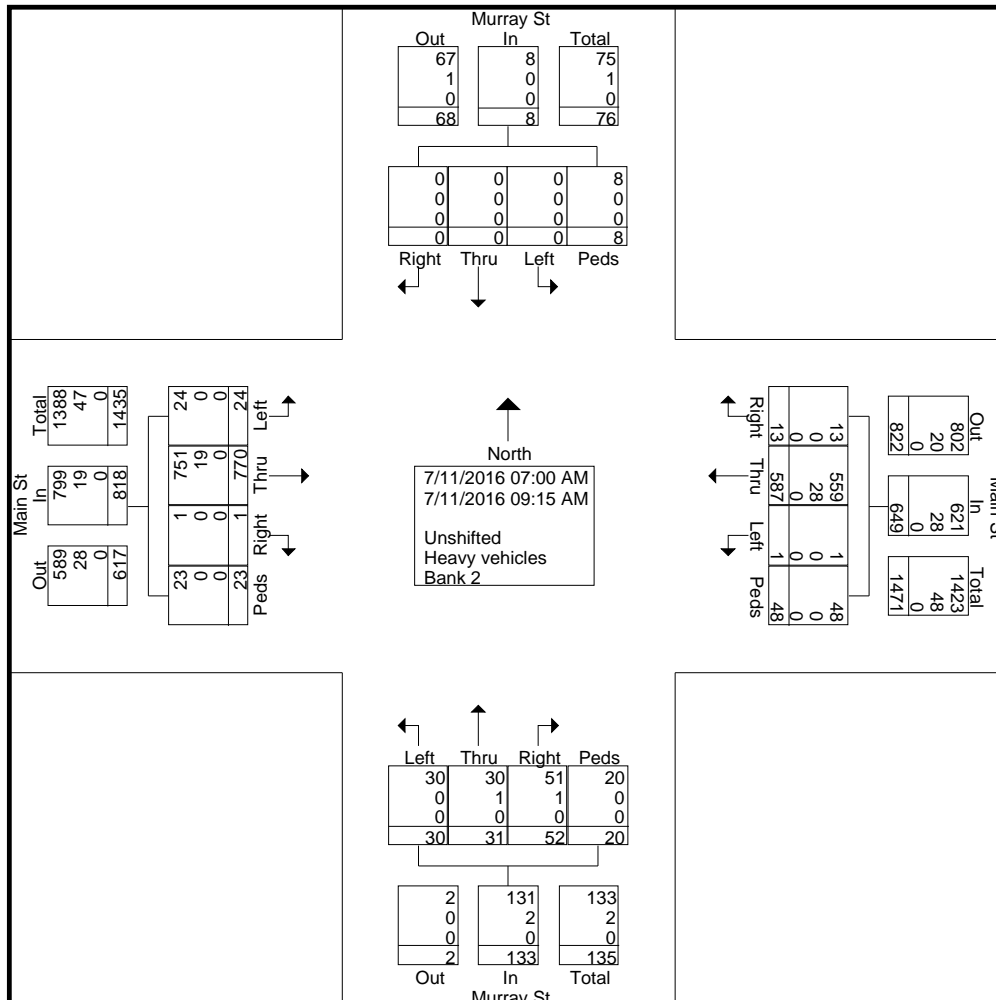 Murray St
Out In Total
67 8 75
1 0 1
0 0 0
68 8 76
0 0 0 8
0 0 0 0
0 0 0 0
0 0 0 8
Right Thru Left Peds
Main St
Total
1388
47
0
1435
In
799
19
0
818
Out
589
28
0
617
Left
24
0
0
24
Thru
751
19
0
770
Right
1
0
0
1
Peds
23
0
0
23
North
7/11/2016 07:00 AM
7/11/2016 09:15 AM
Unshifted
Heavy vehicles
Bank 2
Right
13
0
0
13
Thru
559
28
0
587
Left
1
0
0
1
Peds
48
0
0
48
Out
802
20
0
822
In
621
28
0
649
Total
1423
48
0
1471
Main St
Left Thru Right Peds
30 30 51 20
0 1 1 0
0 0 0 0
30 31 52 20
2 131 133
0 2 2
0 0 0
2 133 135
Out In Total
Murray St